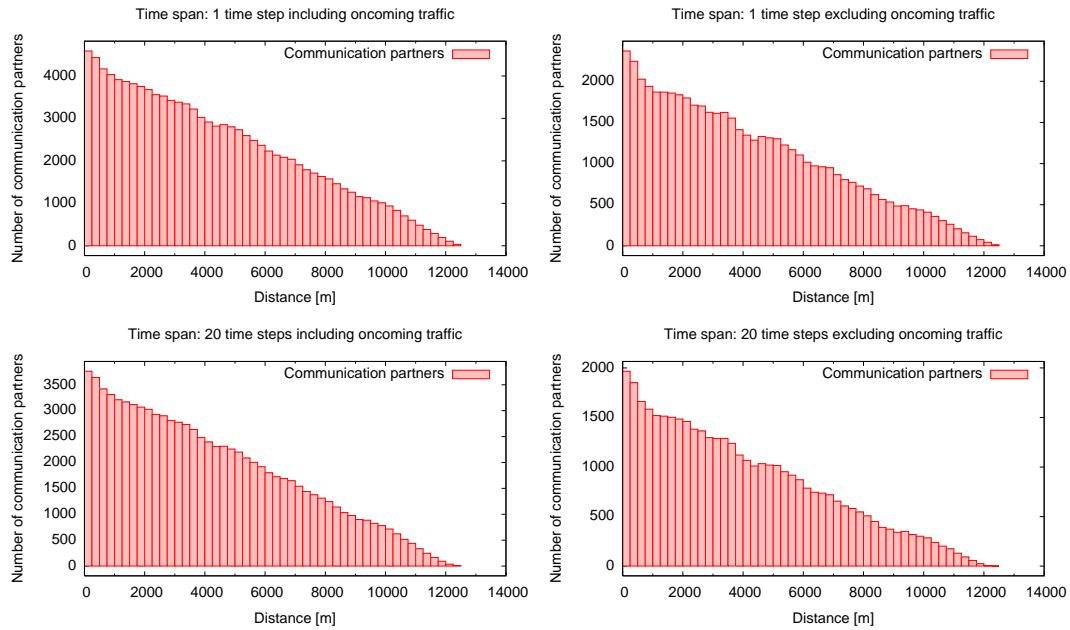 Time span: 1 time step including oncoming traffic
Number of communication partners
Communication partners
4000
3000
2000
1000
0
0 2000 4000 6000 8000 10000 12000 14000
Distance [m]
Time span: 1 time step excluding oncoming traffic
Number of communication partners
Communication partners
2000
1500
1000
500
0
0 2000 4000 6000 8000 10000 12000 14000
Distance [m]
Time span: 20 time steps including oncoming traffic
Number of communication partners
Communication partners
3500
3000
2500
2000
1500
1000
500
0
0 2000 4000 6000 8000 10000 12000 14000
Distance [m]
Time span: 20 time steps excluding oncoming traffic
Number of communication partners
Communication partners
2000
1500
1000
500
0
0 2000 4000 6000 8000 10000 12000 14000
Distance [m]